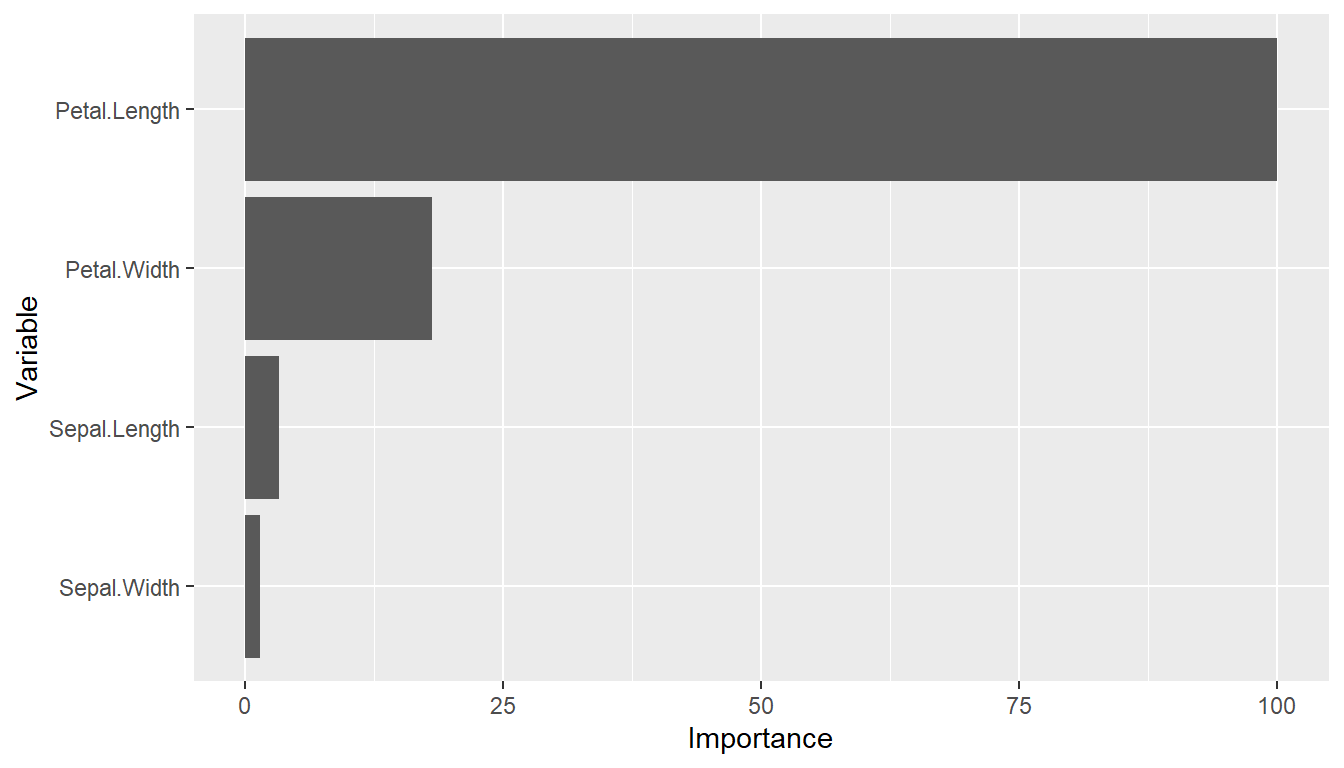 Petal.Length
Petal.Width
Sepal.Length
Sepal.Width
Variable
0 25 50 75 100
Importance